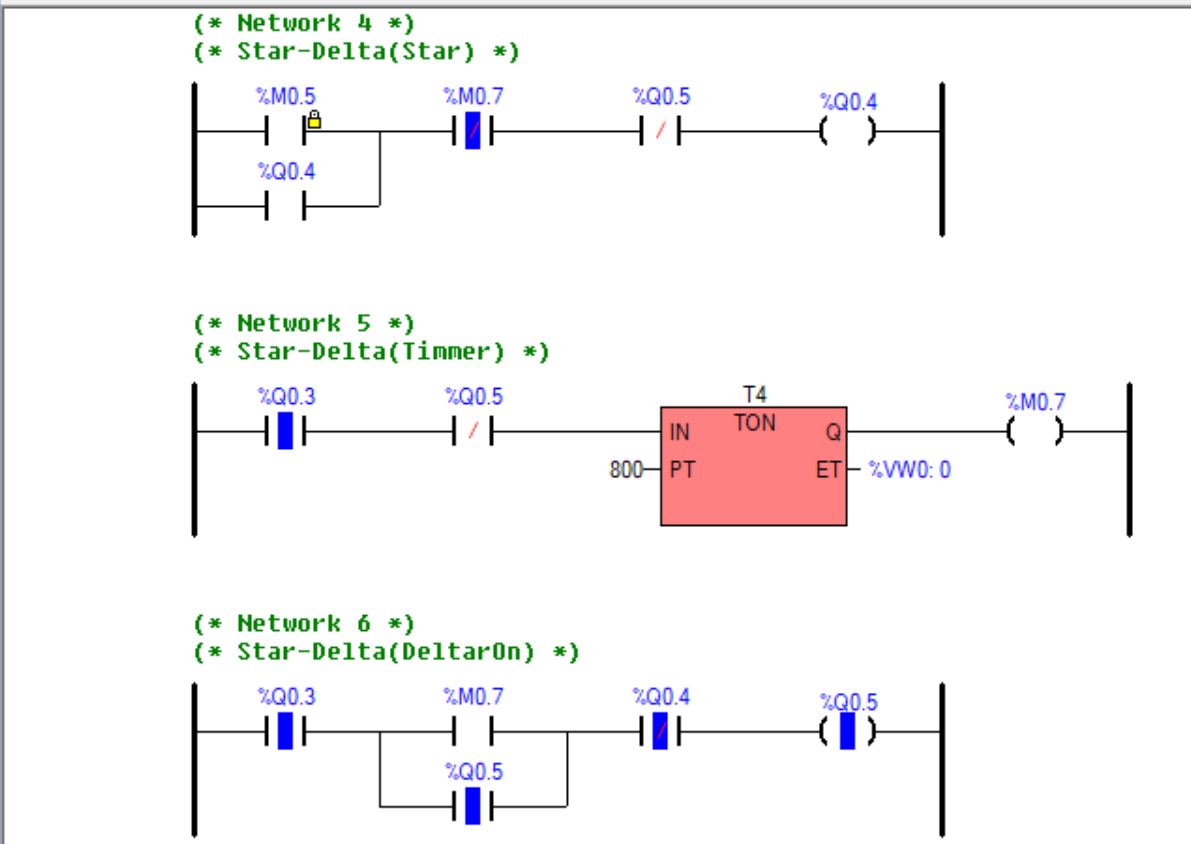 (* Network 4 *)
(* Star-Delta(Star) *)
%M0.5 %M0.7 %Q0.5 %Q0.4
%Q0.4
(* Network 5 *)
(* Star-Delta(Timmer) *)
%Q0.3 %Q0.5 T4 %M0.7
TON
IN Q
800 PT ET %VW0: 0
(* Network 6 *)
(* Star-Delta(DeltarOn) *)
%Q0.3 %M0.7 %Q0.4 %Q0.5
%Q0.5